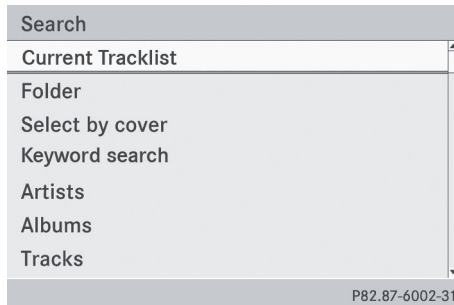 Search
Current Tracklist
Folder
Select by cover
Keyword search
Artists
Albums
Tracks
P82.87-6002-31